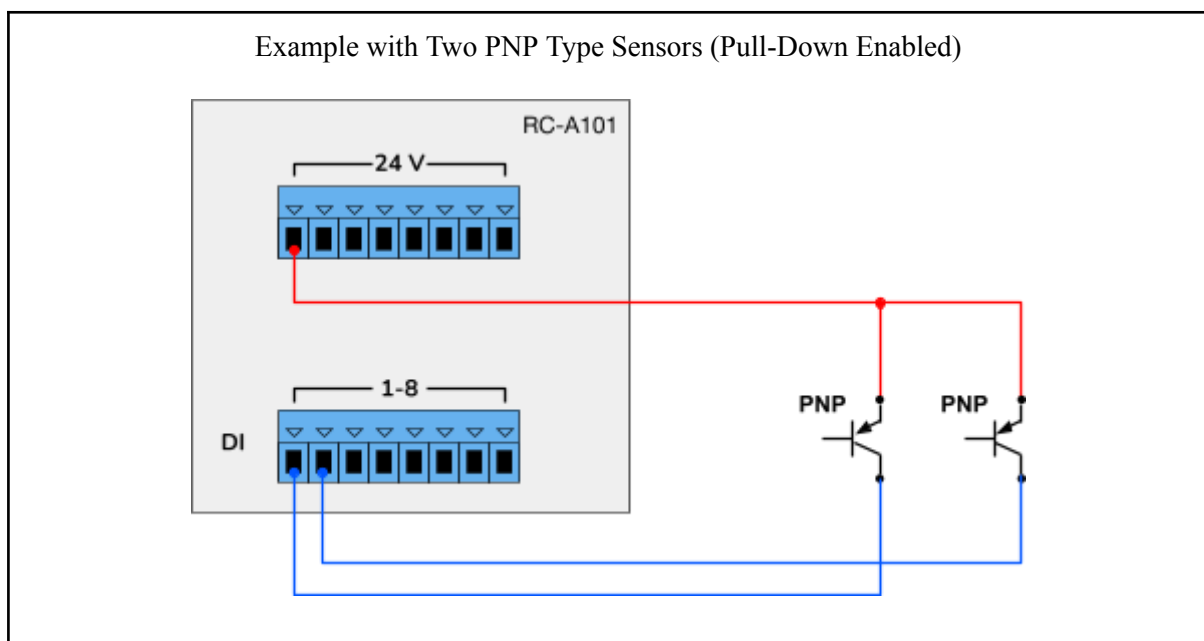 Example with Two PNP Type Sensors (Pull-Down Enabled)
RC-A101
24 V
1-8
PNP
PNP
DI